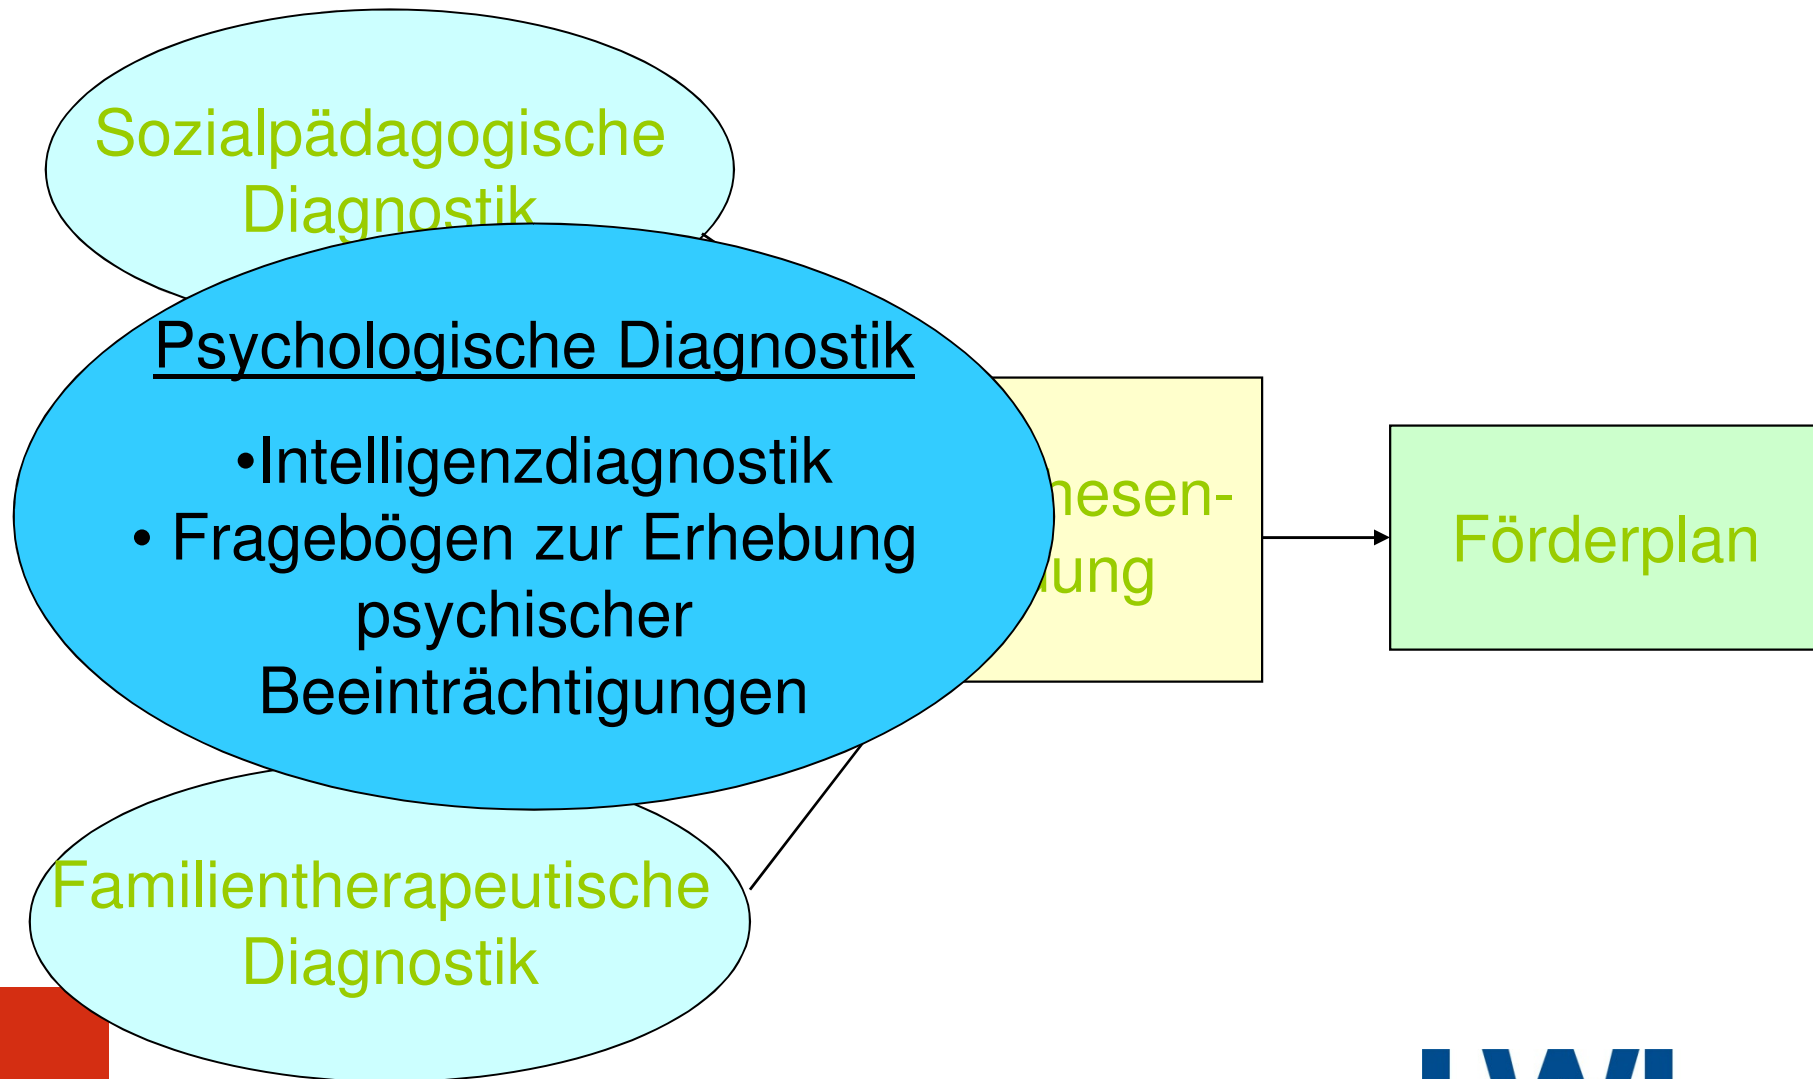 Sozialpädagogische
Diagnostik
Psychologische Diagnostik
•Intelligenzdiagnostik
• Fragebögen zur Erhebung
psychischer
Beeinträchtigungen
Förderplan
Familientherapeutische
Diagnostik